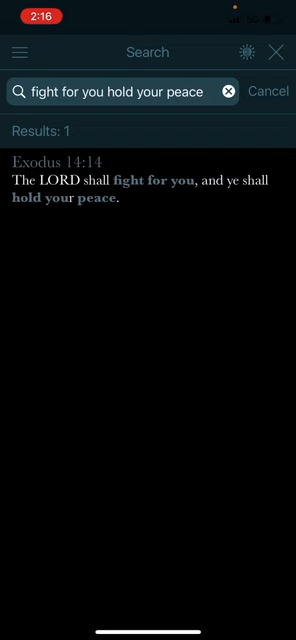 2:16
5G
Search
fight for you hold your peace
Cancel
Results: 1
Exodus 14:14
The LORD shall fight for you, and ye shall
hold your peace.